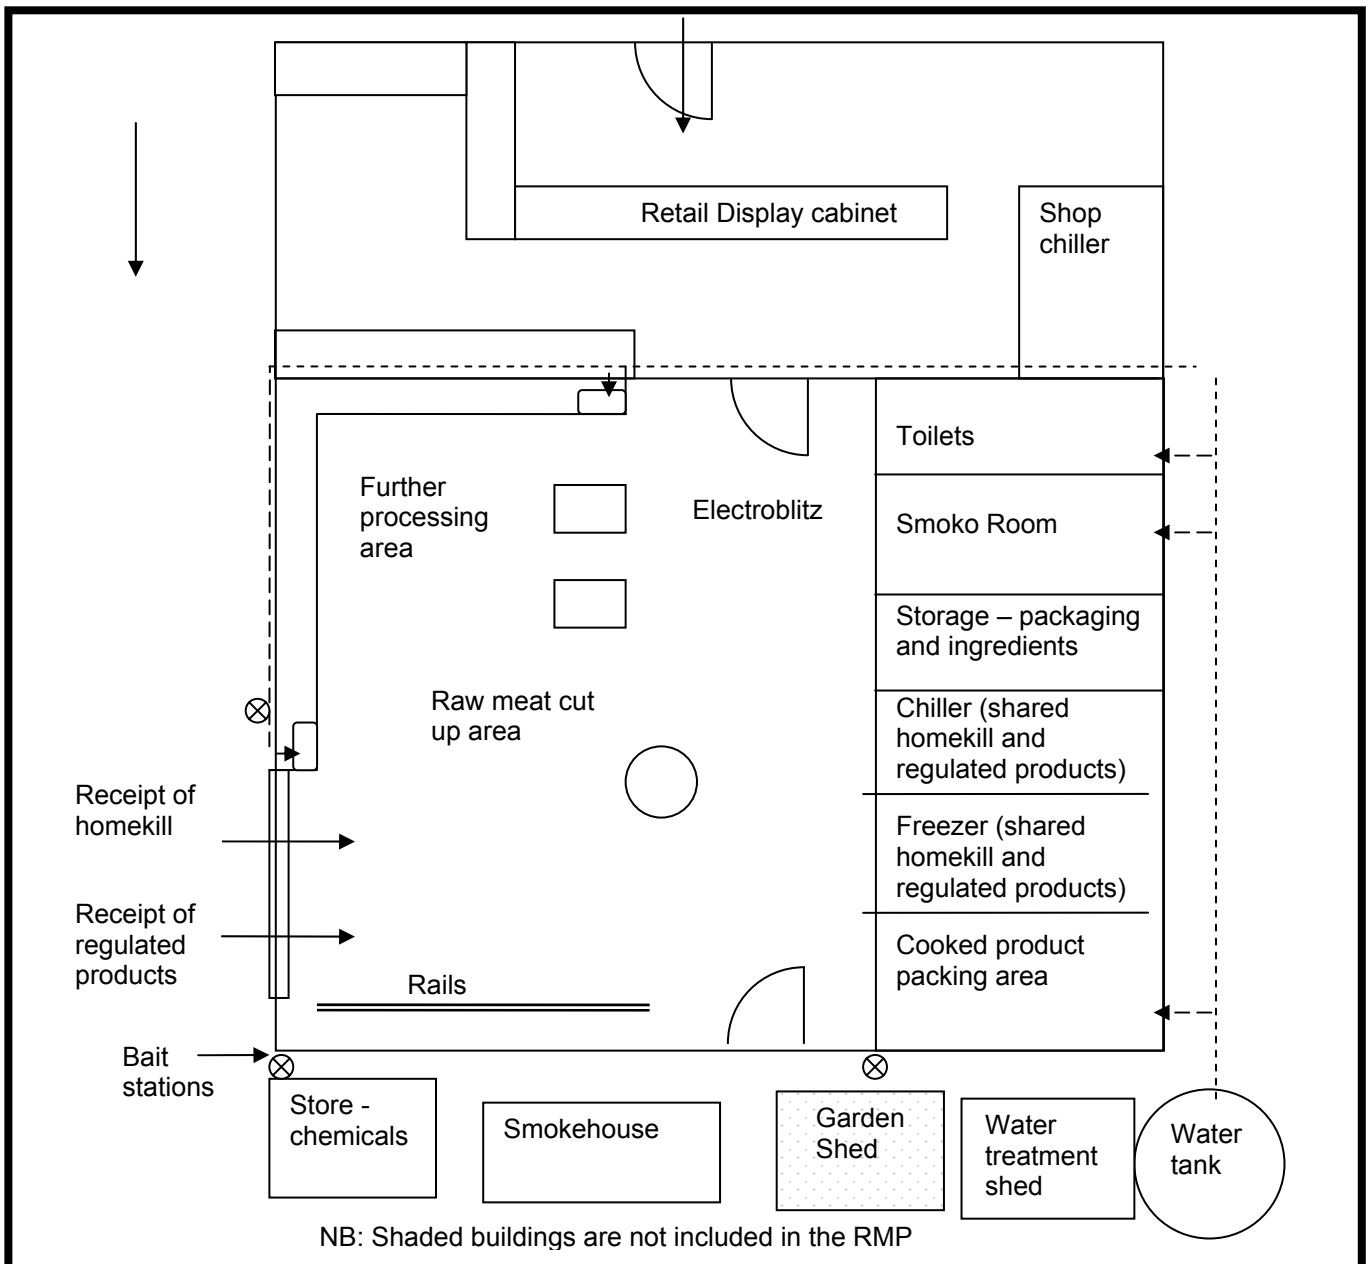 Retail Display cabinet
Shop
chiller
Toilets
Further
processing
area
Electroblitz
Smoko Room
Storage – packaging
and ingredients
Raw meat cut
up area
Chiller (shared
homekill and
regulated products)
Receipt of
homekill
Freezer (shared
homekill and
regulated products)
Receipt of
regulated
products
Cooked product
packing area
Rails
Bait
stations
Store -
chemicals
Smokehouse
Garden
Shed
Water
treatment
shed
Water
tank
NB: Shaded buildings are not included in the RMP